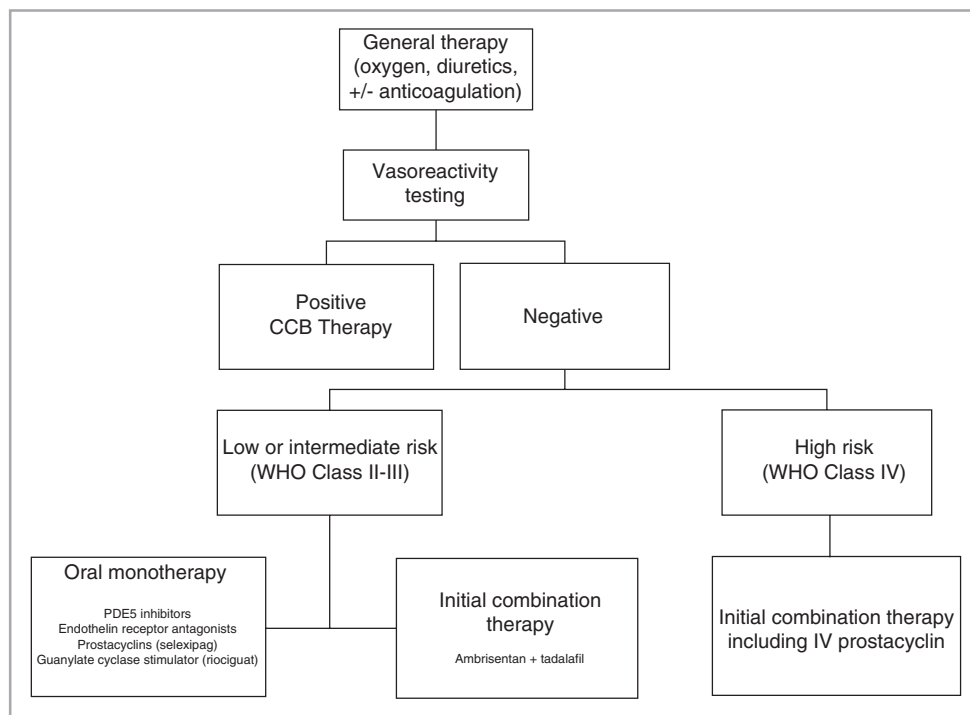 General therapy
(oxygen, diuretics,
+/- anticoagulation)
Vasoreactivity
testing
Positive
CCB Therapy
Negative
Low or intermediate risk
(WHO Class II-III)
High risk
(WHO Class IV)
Oral monotherapy
PDE5 inhibitors
Endothelin receptor antagonists
Prostacyclins (selexipag)
Guanylate cyclase stimulator (riociguat)
Initial combination
therapy
Ambrisentan + tadalafil
Initial combination therapy
including IV prostacyclin